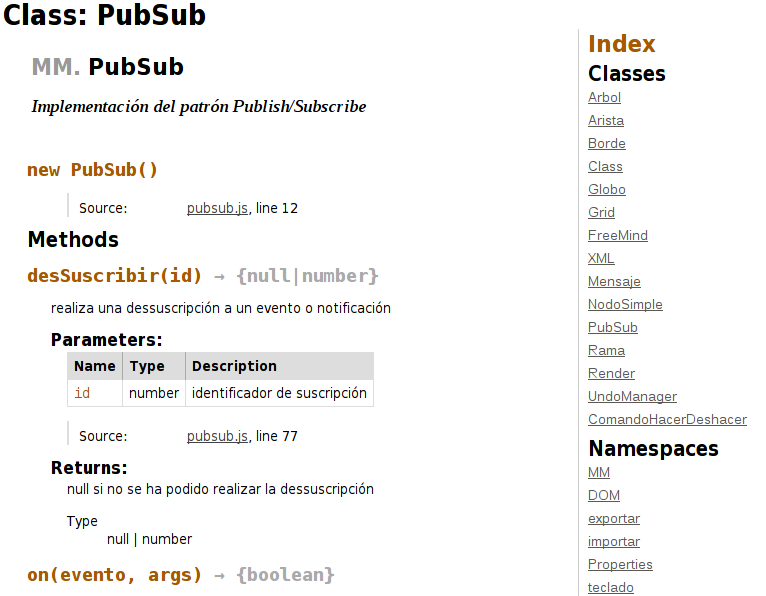 Class: PubSub
MM. PubSub
Implementación del patrón Publish/Subscribe
new PubSub()
Source: pubsub.js, line 12
Methods
desSuscribir(id) → {null|number}
realiza una dessuscripción a un evento o notificación
Parameters:
Name Type Description
id number identificador de suscripción
Source: pubsub.js, line 77
Returns:
null si no se ha podido realizar la dessuscripción
Type
null | number
on(evento, args) → {boolean}
Index
Classes
Arbol
Arista
Borde
Class
Globo
Grid
FreeMind
XML
Mensaje
NodoSimple
PubSub
Rama
Render
UndoManager
ComandoHacerDeshacer
Namespaces
MM
DOM
exportar
importar
Properties
teclado